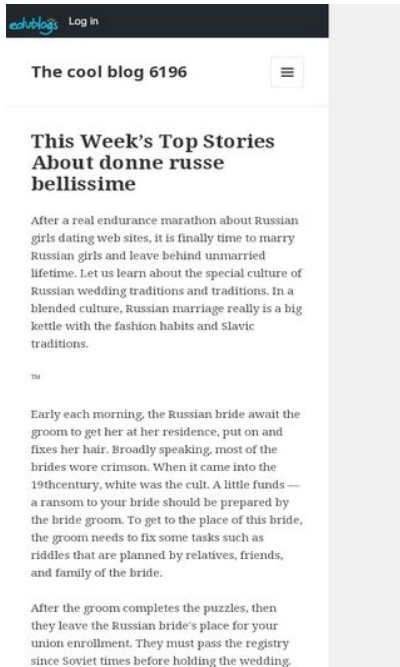 edublogs Log in
The cool blog 6196
This Week's Top Stories
About donne russe
bellissime
After a real endurance marathon about Russian
girls dating web sites, it is finally time to marry
Russian girls and leave behind unmarried
lifetime. Let us learn about the special culture of
Russian wedding traditions and traditions. In a
blended culture, Russian marriage really is a big
kettle with the fashion habits and Slavic
traditions.
™
Early each morning, the Russian bride await the
groom to get her at her residence, put on and
fixes her hair. Broadly speaking, most of the
brides wore crimson. When it came into the
19thcentury, white was the cult. A little funds —
a ransom to your bride should be prepared by
the bride groom. To get to the place of this bride,
the groom needs to fix some tasks such as
riddles that are planned by relatives, friends,
and family of the bride.
After the groom completes the puzzles, then
they leave the Russian bride's place for your
union enrollment. They must pass the registry
since Soviet times before holding the wedding.